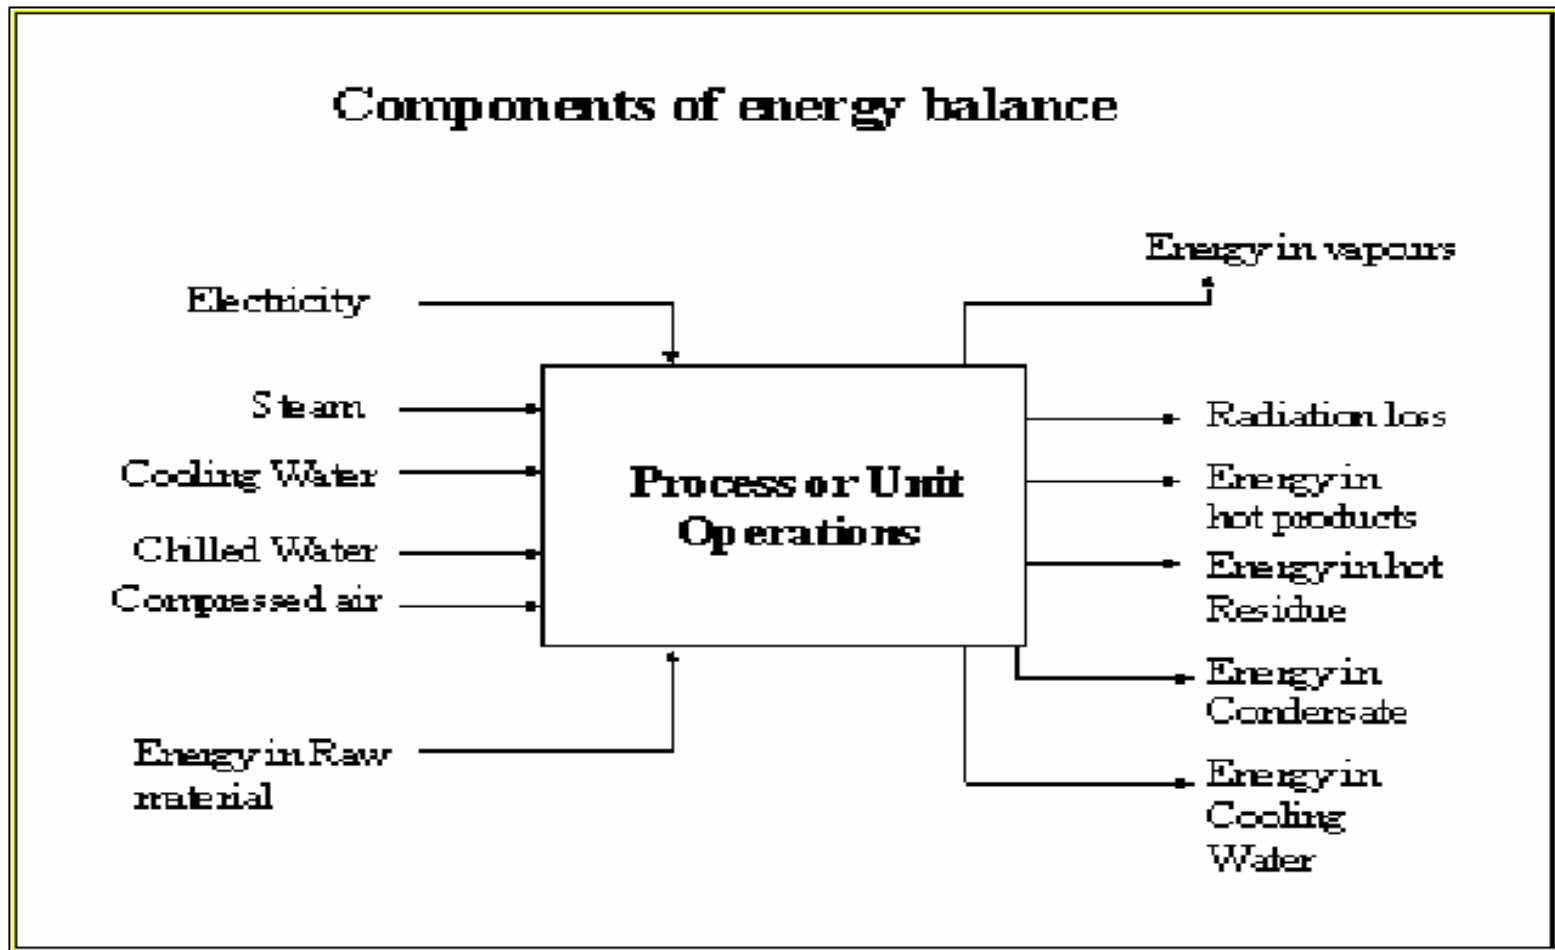 Components of energy balance
Energy in vapours
Electricity
Steam
Cooling Water
Chilled Water
Compressed air
Energy in Raw
material
Process or Unit
Operations
Radiation loss
Energy in
hot products
Energy in hot
Residue
Energy in
Condensate
Energy in
Cooling
Water